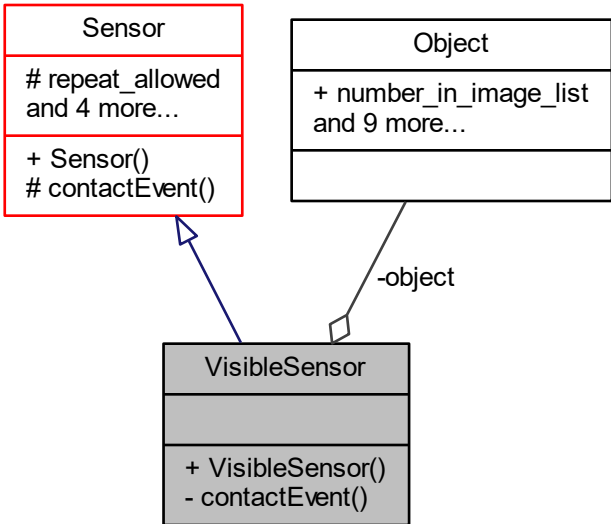 Sensor
# repeat_allowed
and 4 more...
+ Sensor()
# contactEvent()
Object
+ number_in_image_list
and 9 more...
-object
VisibleSensor
+ VisibleSensor()
- contactEvent()